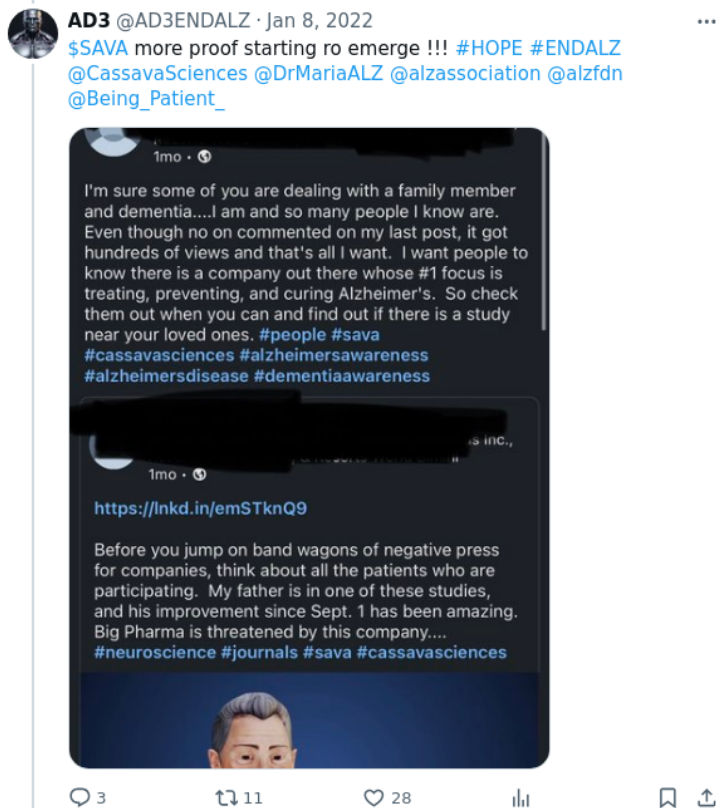 AD3 @AD3ENDALZ · Jan 8, 2022
$SAVA more proof starting ro emerge !!! #HOPE #ENDALZ
@CassavaSciences @DrMariaALZ @alzassociation @alzfdn
@Being_Patient_
1mo •
I'm sure some of you are dealing with a family member
and dementia....I am and so many people I know are.
Even though no on commented on my last post, it got
hundreds of views and that's all I want. I want people to
know there is a company out there whose #1 focus is
treating, preventing, and curing Alzheimer's. So check
them out when you can and find out if there is a study
near your loved ones. #people #sava
#cassavasciences #alzheimersawareness
#alzheimersdisease #dementiaawareness
Inc.,
1mo •
https://lnkd.in/emSTknQ9
Before you jump on band wagons of negative press
for companies, think about all the patients who are
participating. My father is in one of these studies,
and his improvement since Sept. 1 has been amazing.
Big Pharma is threatened by this company....
#neuroscience #journals #sava #cassavasciences
3 11 28